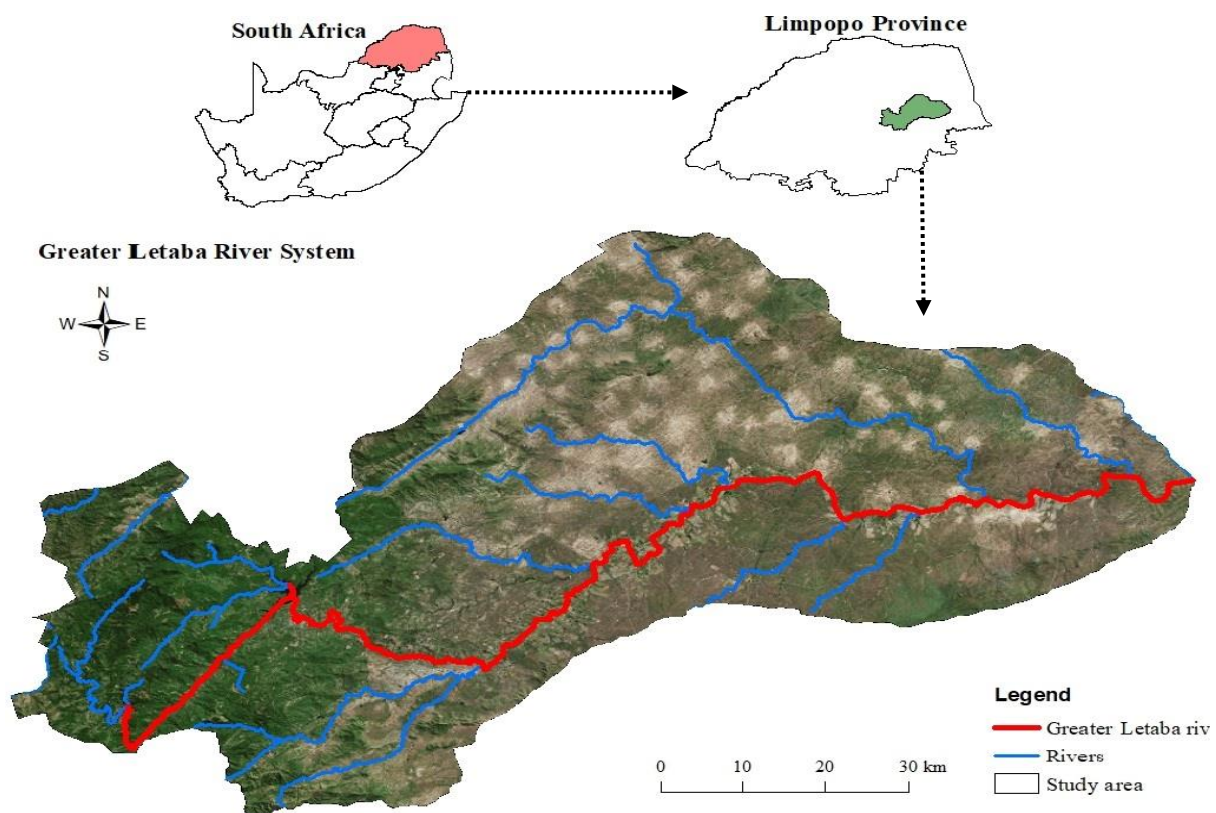 South Africa
Limpopo Province
Greater Letaba River System
N
W E
S
Legend
Greater Letaba riv
Rivers
Study area
0 10 20 30 km